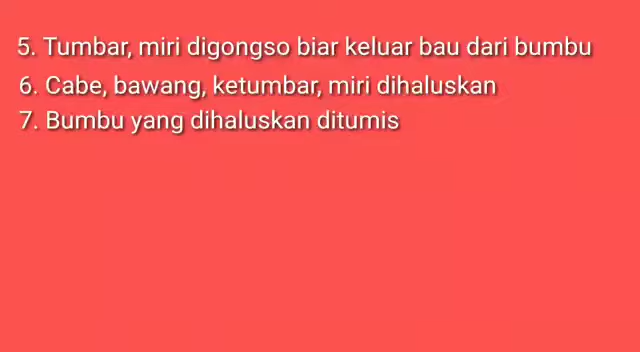 5. Tumbar, miri digongso biar keluar bau dari bumbu
6. Cabe, bawang, ketumbar, miri dihaluskan
7. Bumbu yang dihaluskan ditumis